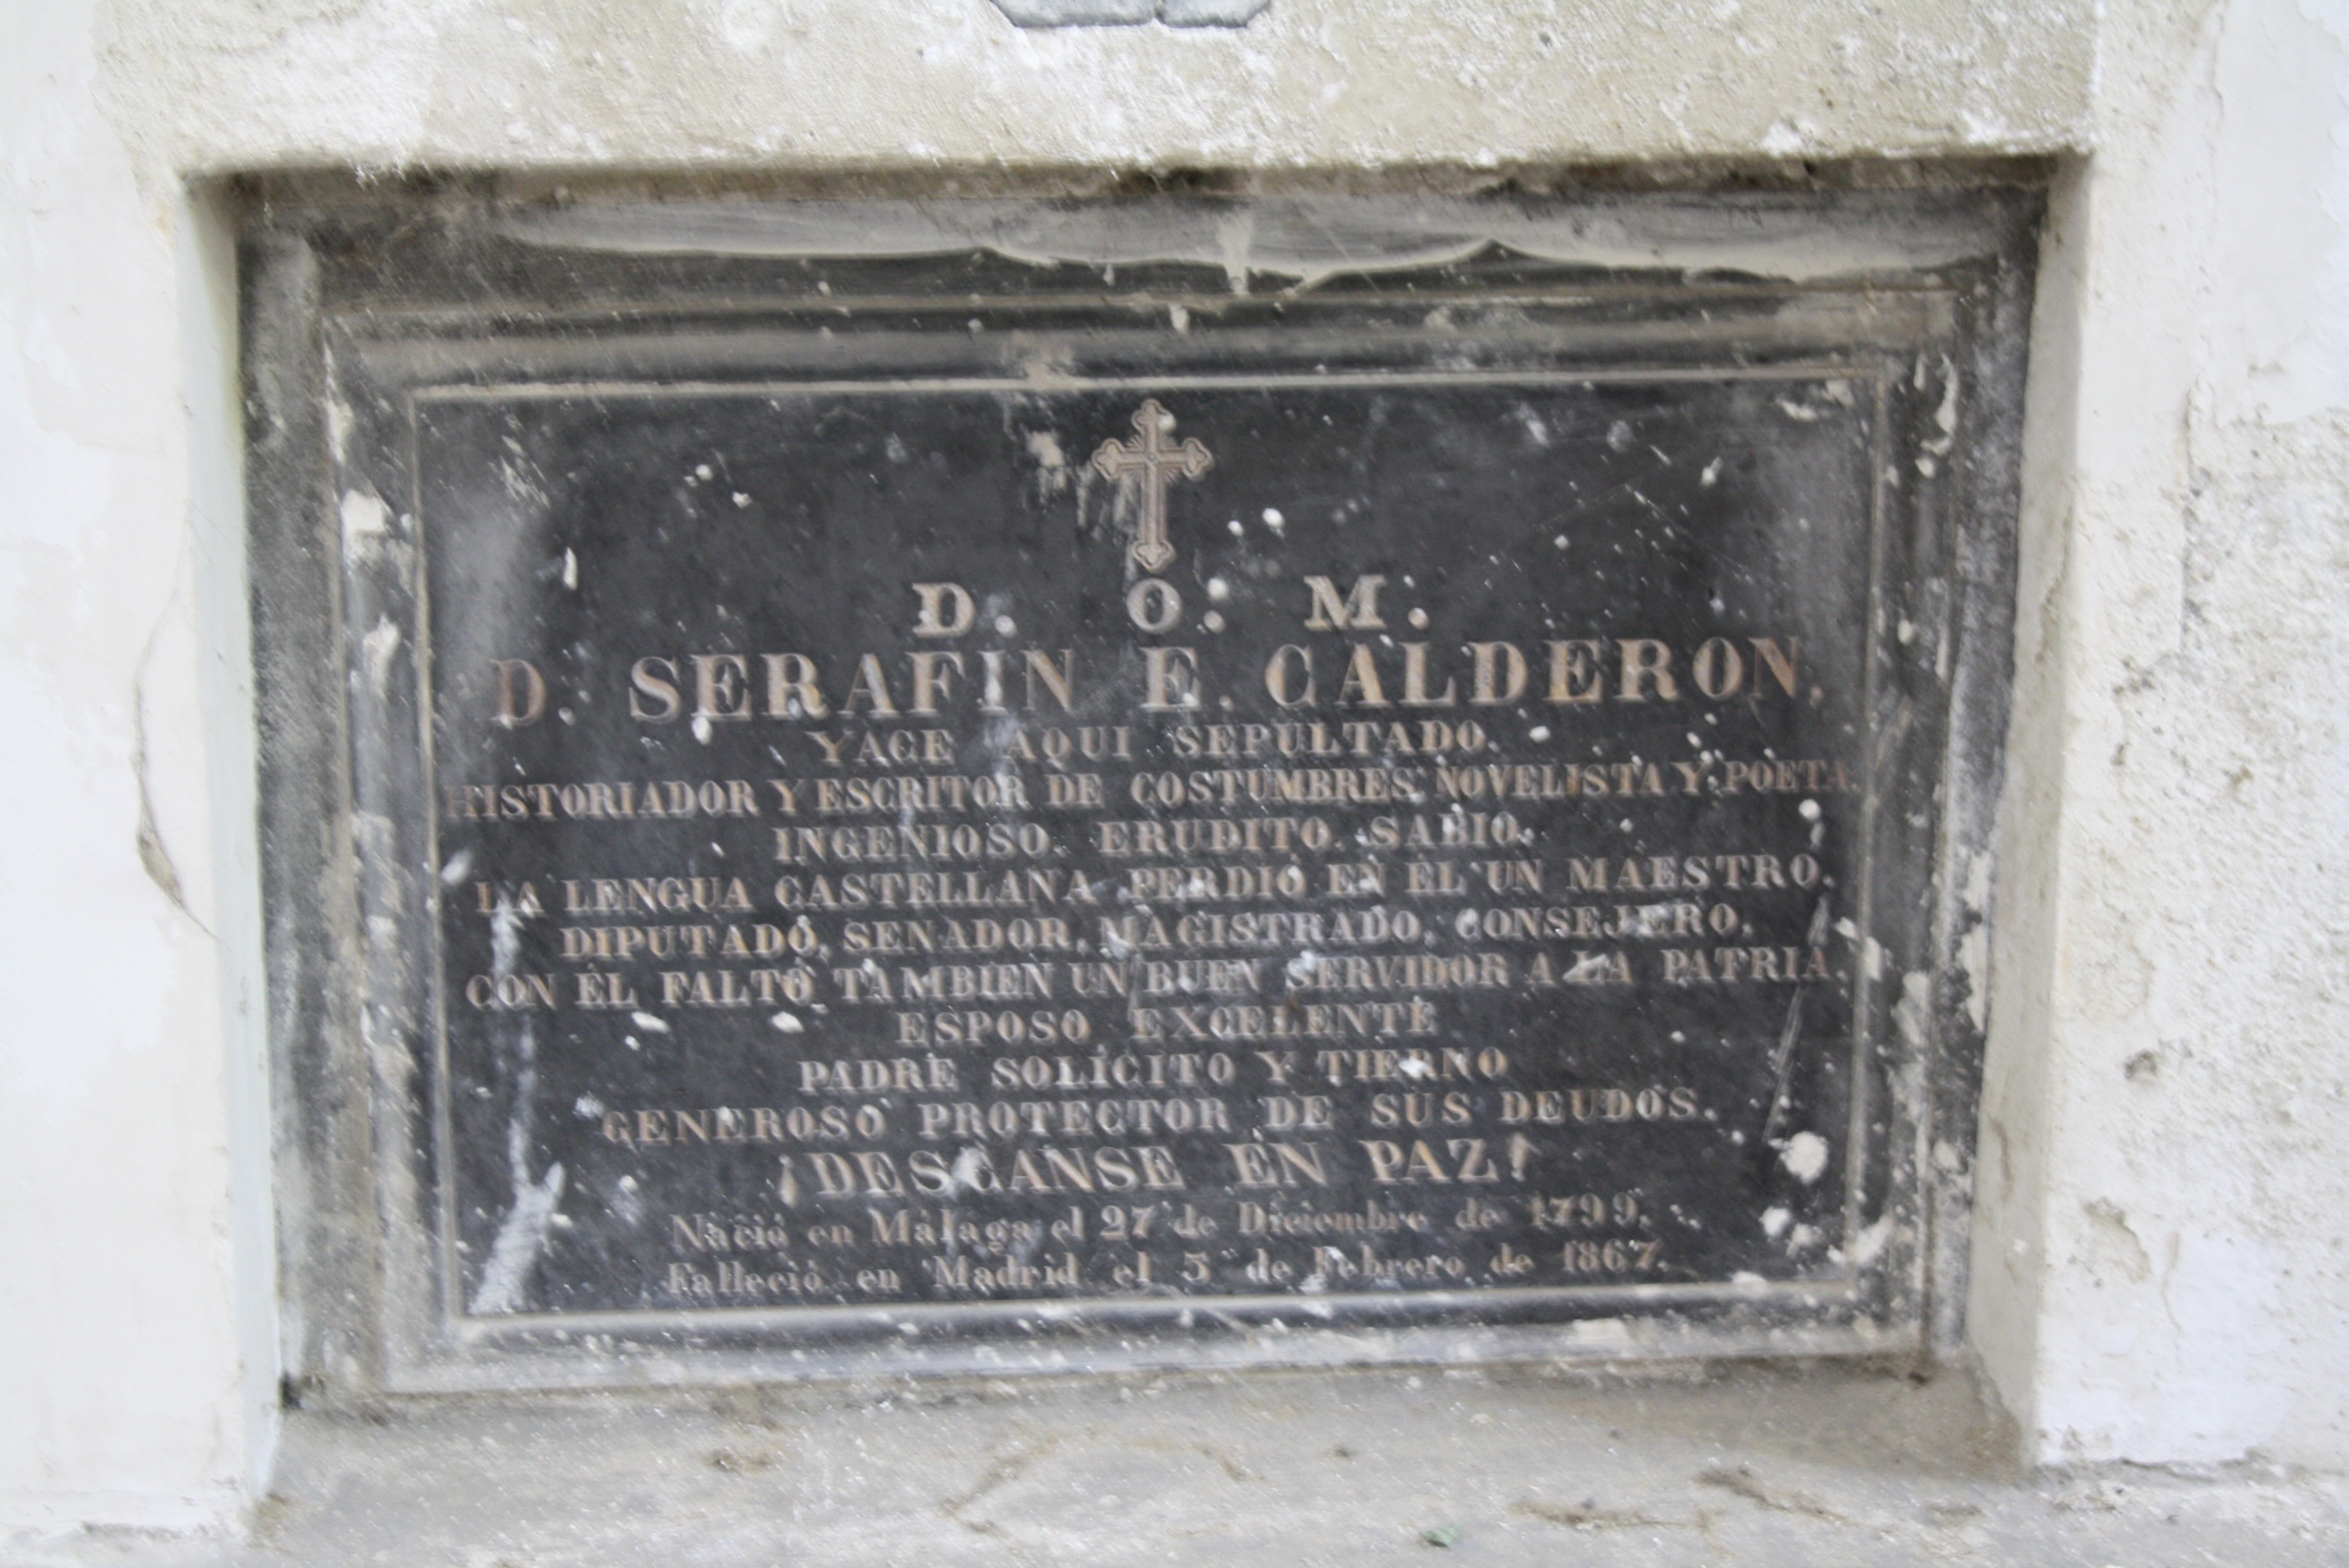 D. O. M.
D. SERAFIN E. CALDERON,
YACE AQUI SEPULTADO.
HISTORIADOR Y ESCRITOR DE COSTUMBRES, NOVELISTA Y POETA.
INGENIOSO. ERUDITO. SABIO.
LA LENGUA CASTELLANA PERDIO EN EL UN MAESTRO.
DIPUTADO, SENADOR, MAGISTRADO, CONSEJERO,
CON EL FALTO TAMBIEN UN BUEN SERVIDOR A LA PATRIA.
ESPOSO EXCELENTE
PADRE SOLICITO Y TIERNO
GENEROSO PROTECTOR DE SUS DEUDOS.
¡DESCANSE EN PAZ!
Nació en Málaga el 27 de Diciembre de 1799.
Falleció en Madrid el 5 de Febrero de 1867.